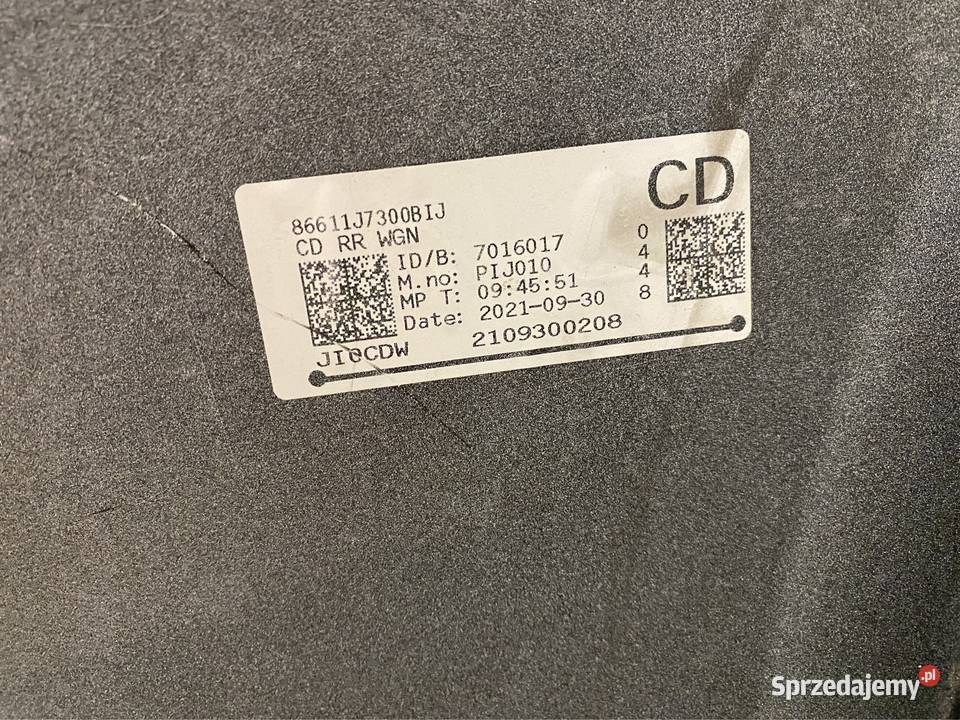 CD
86611J7300BIJ
CD RR WGN
ID/B: 7016017
M.no: PIJ010
MP T: 09:45:51
Date: 2021-09-30
0
4
4
8
JI0CDW 2109300208
Sprzedajemy.pl